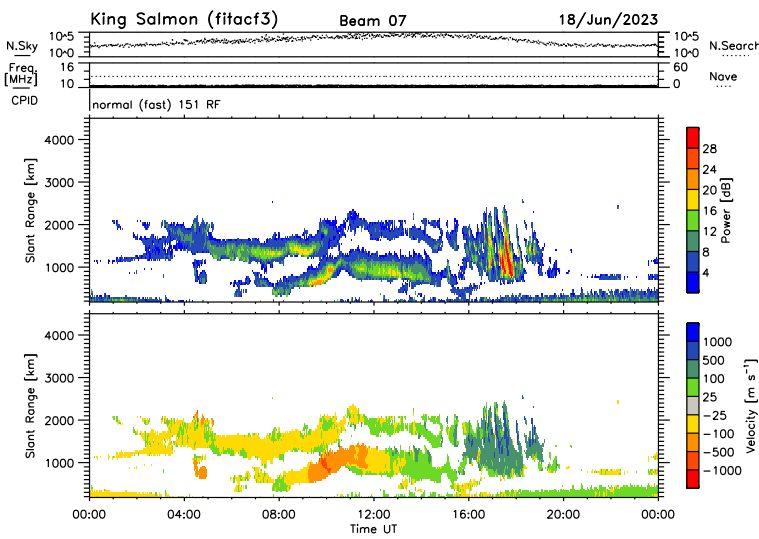 King Salmon (fitacf3) Beam 07 18/Jun/2023
N.Sky 10^5 10^0 10^5 10^0 N.Search
Freq. [MHz] 16 10 60 0 Nave
CPID normal (fast) 151 RF
Slant Range [km]
4000
3000
2000
1000
Power [dB]
28
24
20
16
12
8
4
Slant Range [km]
4000
3000
2000
1000
Velocity [m s⁻¹]
1000
500
100
25
−25
−100
−500
−1000
00:00 04:00 08:00 12:00 16:00 20:00 00:00
Time UT